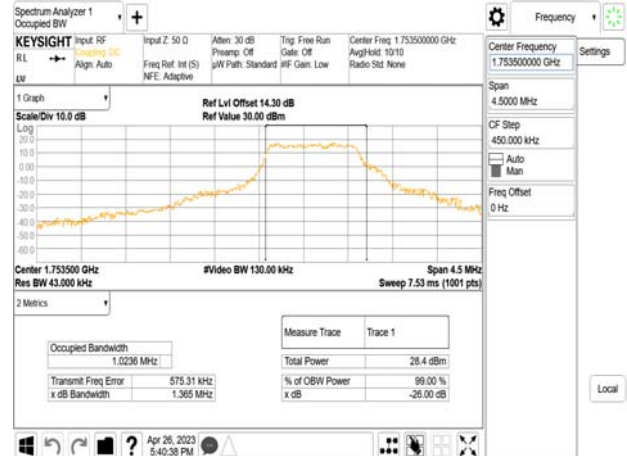 Spectrum Analyzer 1
Occupied BW
Frequency
KEYSIGHT
RL
Input: RF
Coupling: DC
Align: Auto
Input Z: 50 Ω
Freq Ref: Int (S)
NFE: Adaptive
Atten: 30 dB
Preamp: Off
µW Path: Standard
Trig: Free Run
Gate: Off
#IF Gain: Low
Center Freq: 1.753500000 GHz
Avg|Hold: 10/10
Radio Std: None
1 Graph
Scale/Div 10.0 dB
Ref Lvl Offset 14.30 dB
Ref Value 30.00 dBm
Log
20.0
10.0
0.00
-10.0
-20.0
-30.0
-40.0
-50.0
-60.0
Center 1.753500 GHz
Res BW 43.000 kHz
#Video BW 130.00 kHz
Span 4.5 MHz
Sweep 7.53 ms (1001 pts)
2 Metrics
Occupied Bandwidth
1.0236 MHz
Transmit Freq Error 575.31 kHz
x dB Bandwidth 1.365 MHz
Measure Trace Trace 1
Total Power 28.4 dBm
% of OBW Power 99.00 %
x dB -26.00 dB
Center Frequency
1.753500000 GHz
Settings
Span
4.5000 MHz
CF Step
450.000 kHz
Auto
Man
Freq Offset
0 Hz
Local
Apr 26, 2023
5:40:38 PM